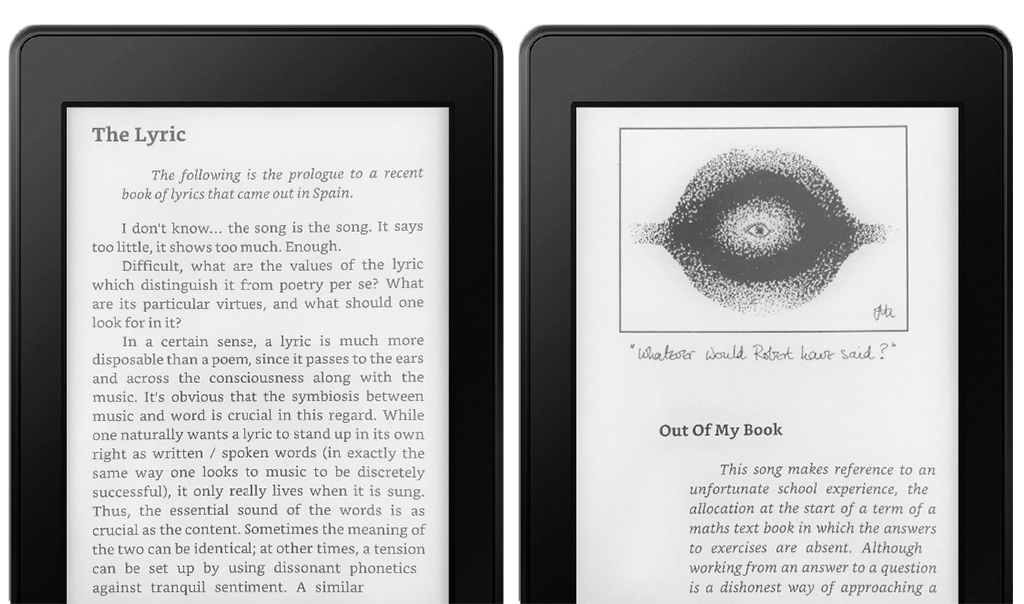 The Lyric
The following is the prologue to a recent
book of lyrics that came out in Spain.
I don't know... the song is the song. It says
too little, it shows too much. Enough.
Difficult, what are the values of the lyric
which distinguish it from poetry per se? What
are its particular virtues, and what should one
look for in it?
In a certain sense, a lyric is much more
disposable than a poem, since it passes to the ears
and across the consciousness along with the
music. It's obvious that the symbiosis between
music and word is crucial in this regard. While
one naturally wants a lyric to stand up in its own
right as written / spoken words (in exactly the
same way one looks to music to be discretely
successful), it only really lives when it is sung.
Thus, the essential sound of the words is as
crucial as the content. Sometimes the meaning of
the two can be identical; at other times, a tension
can be set up by using dissonant phonetics
against tranquil sentiment. A similar
"Whatever would Robert have said?"
Out Of My Book
This song makes reference to an
unfortunate school experience, the
allocation at the start of a term of a
maths text book in which the answers
to exercises are absent. Although
working from an answer to a question
is a dishonest way of approaching a